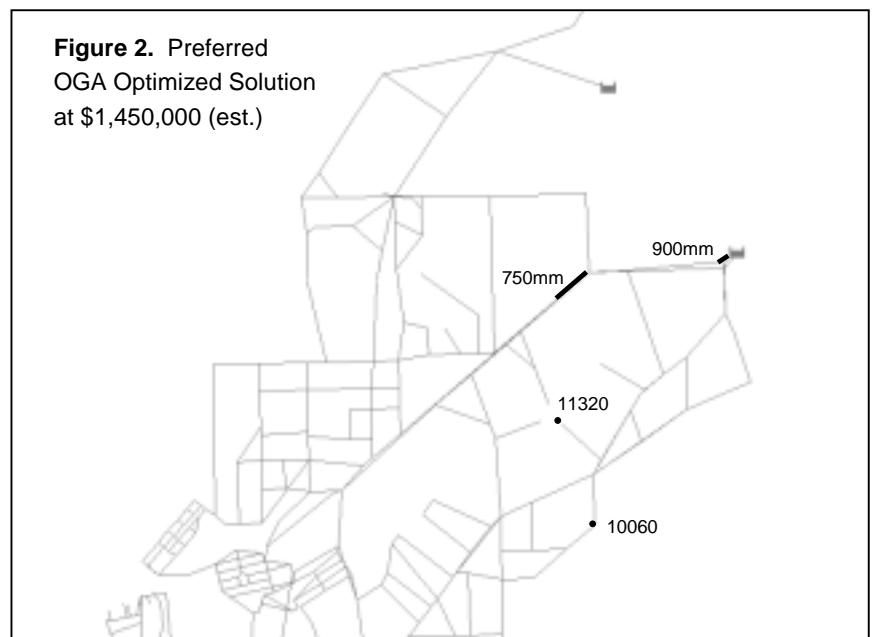 Figure 2. Preferred
OGA Optimized Solution
at $1,450,000 (est.)
900mm
750mm
11320
10060